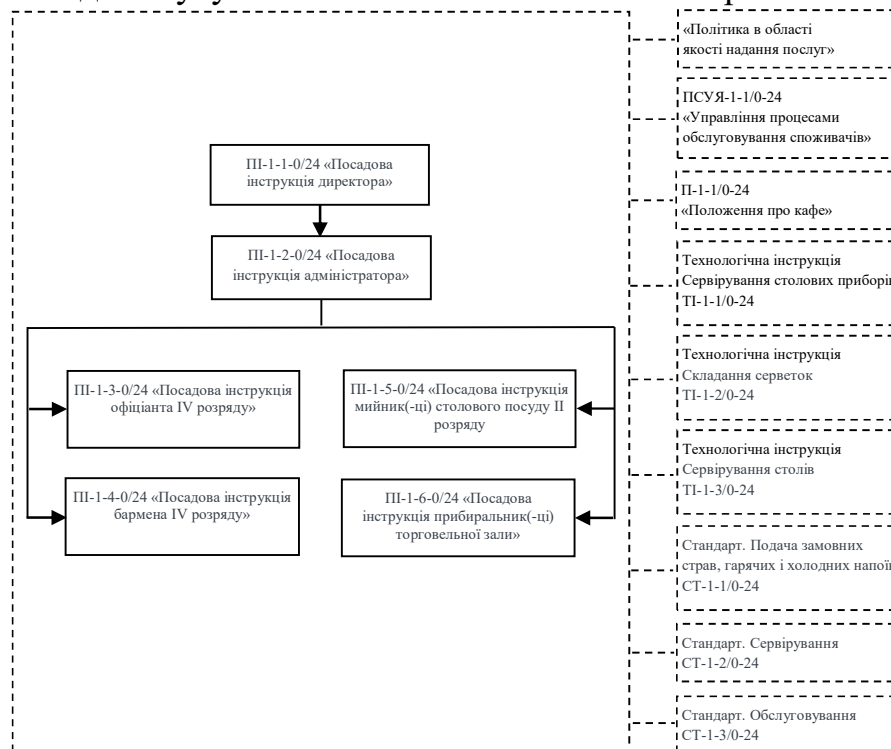 ПІ-1-1-0/24 «Посадова
інструкція директора»
ПІ-1-2-0/24 «Посадова
інструкція адміністратора»
ПІ-1-3-0/24 «Посадова інструкція
офіціанта IV розряду»
ПІ-1-5-0/24 «Посадова інструкція
мийник(-ці) столового посуду II
розряду
ПІ-1-4-0/24 «Посадова інструкція
бармена IV розряду»
ПІ-1-6-0/24 «Посадова
інструкція прибиральник(-ці)
торговельної зали»
«Політика в області
якості надання послуг»
ПСУЯ-1-1/0-24
«Управління процесами
обслуговування споживачів»
П-1-1/0-24
«Положення про кафе»
Технологічна інструкція
Сервірування столових приборів
ТІ-1-1/0-24
Технологічна інструкція
Складання серветок
ТІ-1-2/0-24
Технологічна інструкція
Сервірування столів
ТІ-1-3/0-24
Стандарт. Подача замовних
страв, гарячих і холодних напоїв
СТ-1-1/0-24
Стандарт. Сервірування
СТ-1-2/0-24
Стандарт. Обслуговування
СТ-1-3/0-24